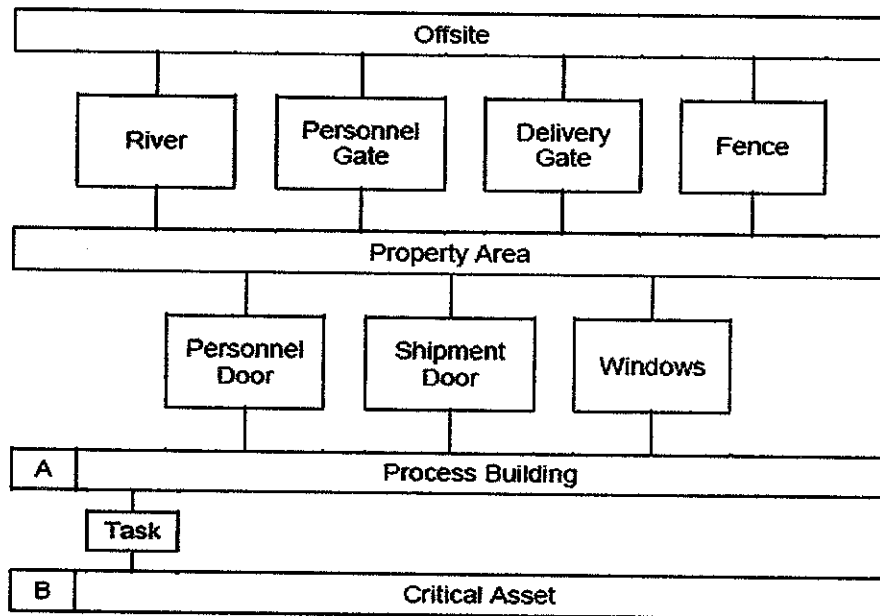 Offsite
River
Personnel
Gate
Delivery
Gate
Fence
Property Area
Personnel
Door
Shipment
Door
Windows
A
Process Building
Task
B
Critical Asset